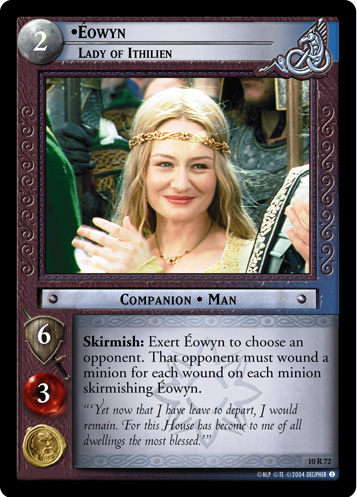 2
•Éowyn
Lady of Ithilien
Companion • Man
6
3
Skirmish: Exert Éowyn to choose an
opponent. That opponent must wound a
minion for each wound on each minion
skirmishing Éowyn.
“‘Yet now that I have leave to depart, I would
remain. For this House has become to me of all
dwellings the most blessed.’”
10 R 72
© NLP ™ © TE ™ © 2004 DECIPHER